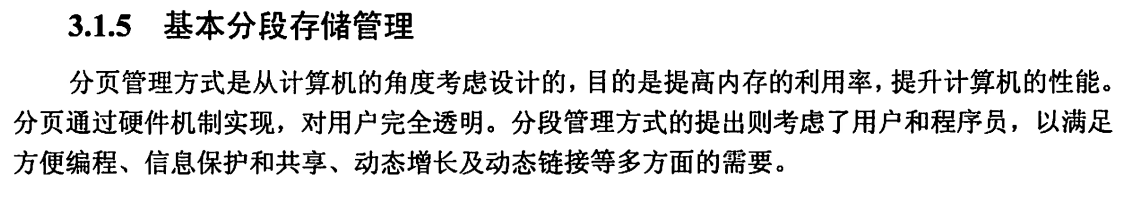 3.1.5 基本分段存储管理
分页管理方式是从计算机的角度考虑设计的，目的是提高内存的利用率，提升计算机的性能。
分页通过硬件机制实现，对用户完全透明。分段管理方式的提出则考虑了用户和程序员，以满足
方便编程、信息保护和共享、动态增长及动态链接等多方面的需要。